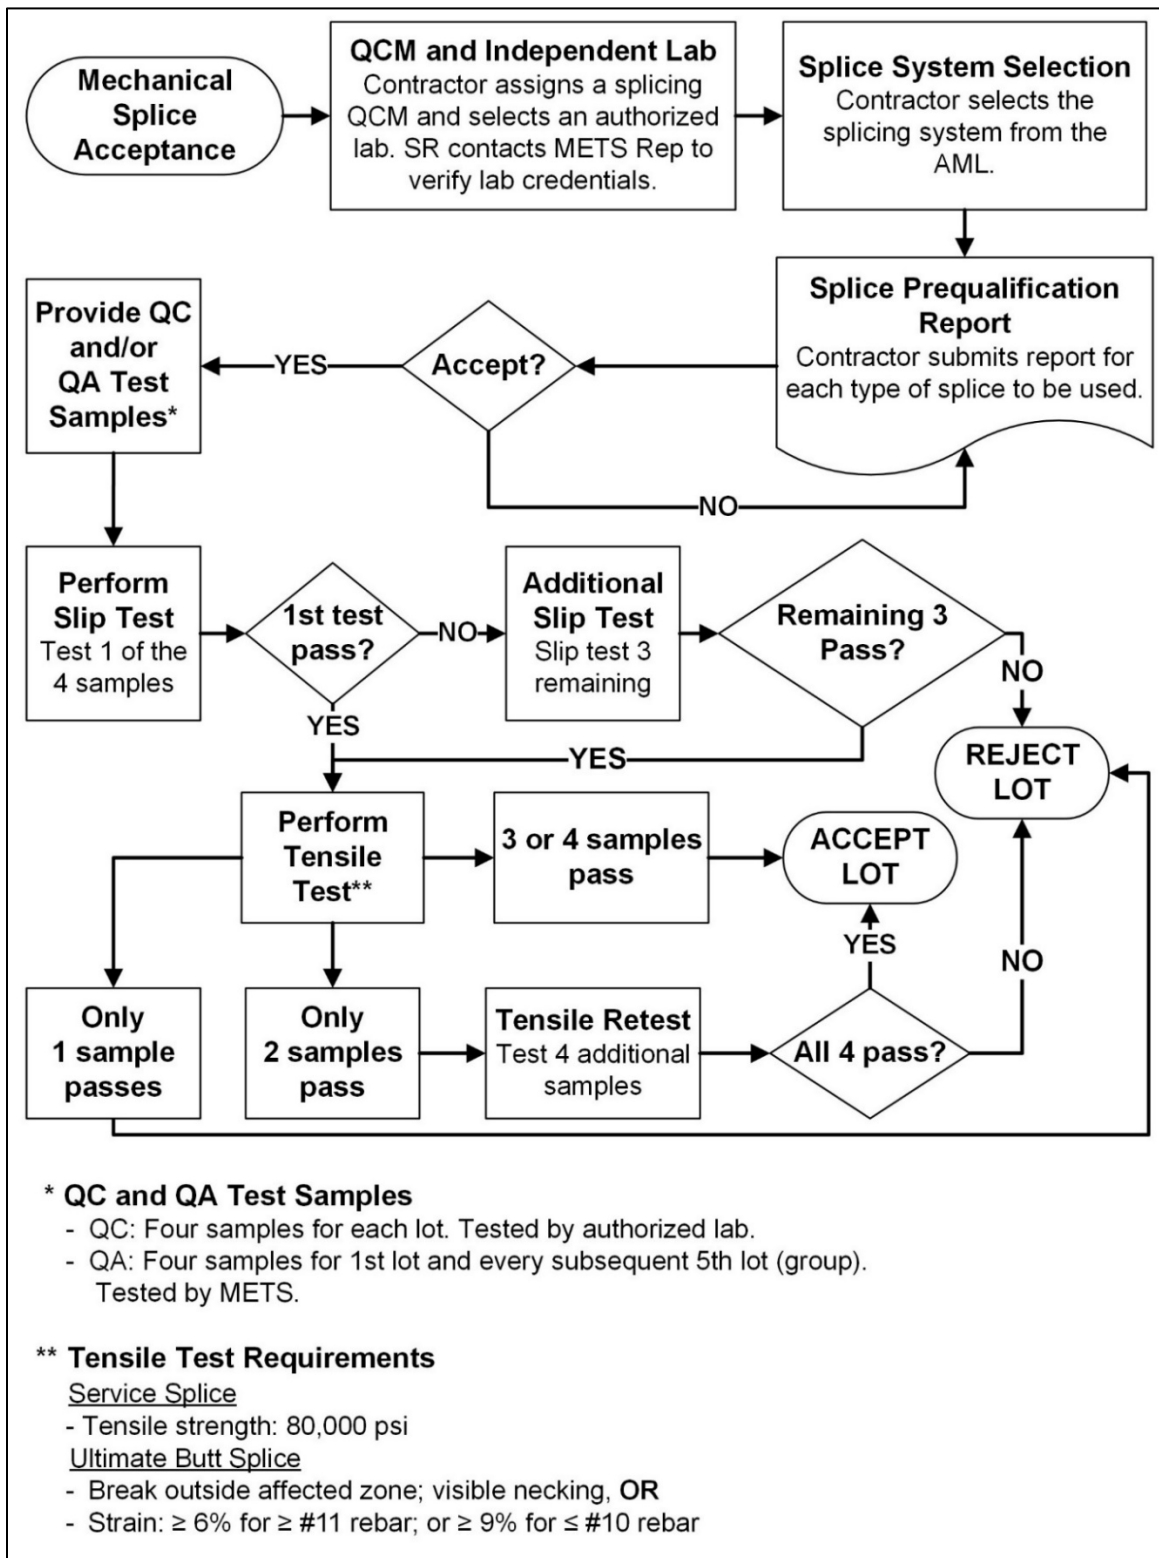 Mechanical
Splice
Acceptance
QCM and Independent Lab
Contractor assigns a splicing
QCM and selects an authorized
lab. SR contacts METS Rep to
verify lab credentials.
Splice System Selection
Contractor selects the
splicing system from the
AML.
Splice Prequalification
Report
Contractor submits report for
each type of splice to be used.
Accept?
YES
NO
Provide QC
and/or
QA Test
Samples*
Perform
Slip Test
Test 1 of the
4 samples
1st test
pass?
NO
YES
Additional
Slip Test
Slip test 3
remaining
Remaining 3
Pass?
NO
YES
REJECT
LOT
Perform
Tensile
Test**
3 or 4 samples
pass
ACCEPT
LOT
YES
NO
Only
1 sample
passes
Only
2 samples
pass
Tensile Retest
Test 4 additional
samples
All 4 pass?
* QC and QA Test Samples
- QC: Four samples for each lot. Tested by authorized lab.
- QA: Four samples for 1st lot and every subsequent 5th lot (group).
Tested by METS.
** Tensile Test Requirements
Service Splice
- Tensile strength: 80,000 psi
Ultimate Butt Splice
- Break outside affected zone; visible necking, OR
- Strain: ≥ 6% for ≥ #11 rebar; or ≥ 9% for ≤ #10 rebar